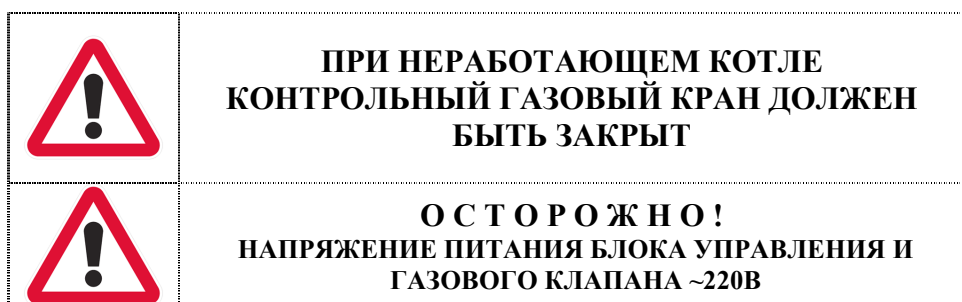 ПРИ НЕРАБОТАЮЩЕМ КОТЛЕ
КОНТРОЛЬНЫЙ ГАЗОВЫЙ КРАН ДОЛЖЕН
БЫТЬ ЗАКРЫТ
О С Т О Р О Ж Н О !
НАПРЯЖЕНИЕ ПИТАНИЯ БЛОКА УПРАВЛЕНИЯ И
ГАЗОВОГО КЛАПАНА ~220В